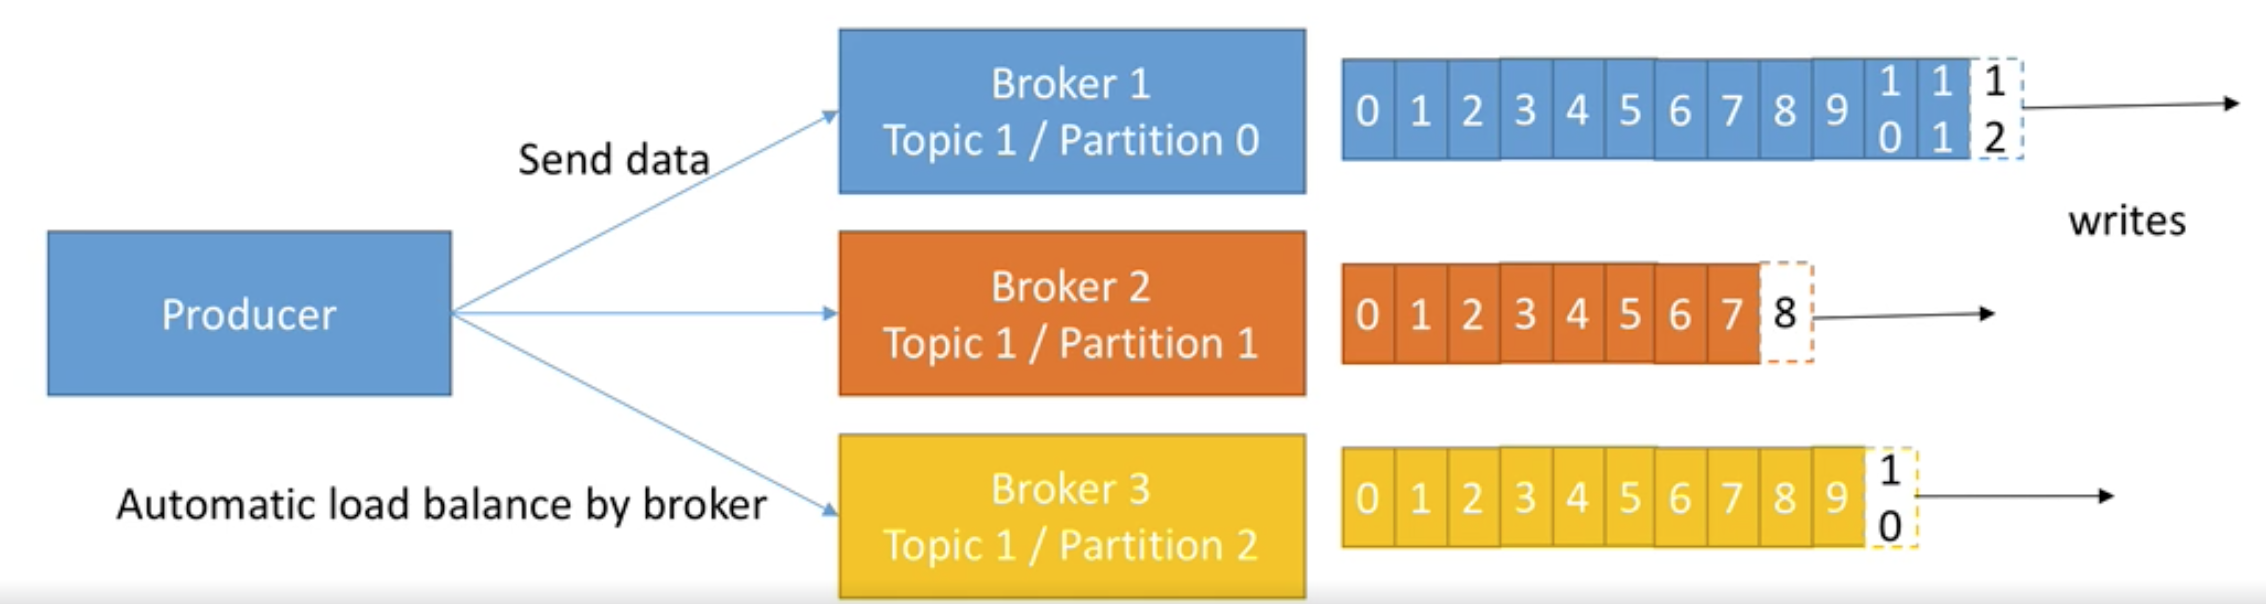 Broker 1
Topic 1 / Partition 0
0 1 2 3 4 5 6 7 8 9 10 11 12
Send data
writes
Producer
Broker 2
Topic 1 / Partition 1
0 1 2 3 4 5 6 7 8
Automatic load balance by broker
Broker 3
Topic 1 / Partition 2
0 1 2 3 4 5 6 7 8 9 10